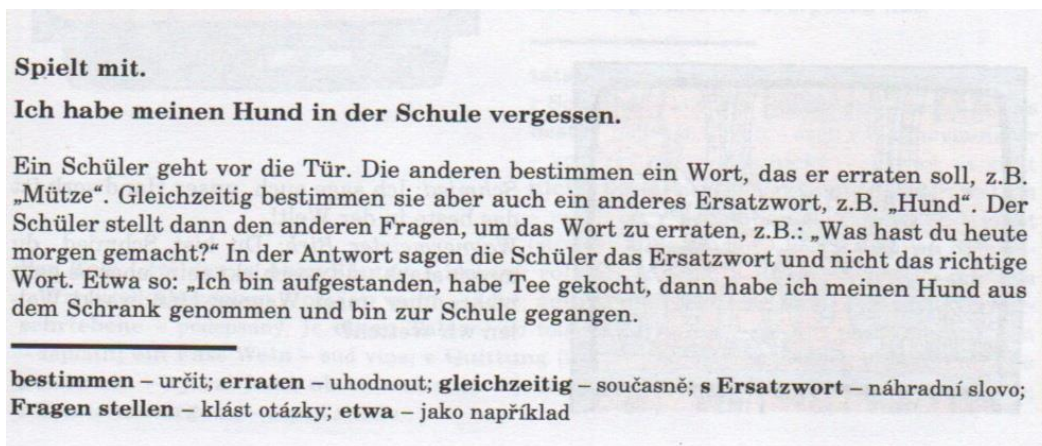 Spielt mit.
Ich habe meinen Hund in der Schule vergessen.
Ein Schüler geht vor die Tür. Die anderen bestimmen ein Wort, das er erraten soll, z.B.
„Mütze“. Gleichzeitig bestimmen sie aber auch ein anderes Ersatzwort, z.B. „Hund“. Der
Schüler stellt dann den anderen Fragen, um das Wort zu erraten, z.B.: „Was hast du heute
morgen gemacht?“ In der Antwort sagen die Schüler das Ersatzwort und nicht das richtige
Wort. Etwa so: „Ich bin aufgestanden, habe Tee gekocht, dann habe ich meinen Hund aus
dem Schrank genommen und bin zur Schule gegangen.
bestimmen – určit; erraten – uhodnout; gleichzeitig – současně; s Ersatzwort – náhradní slovo;
Fragen stellen – klást otázky; etwa – jako například